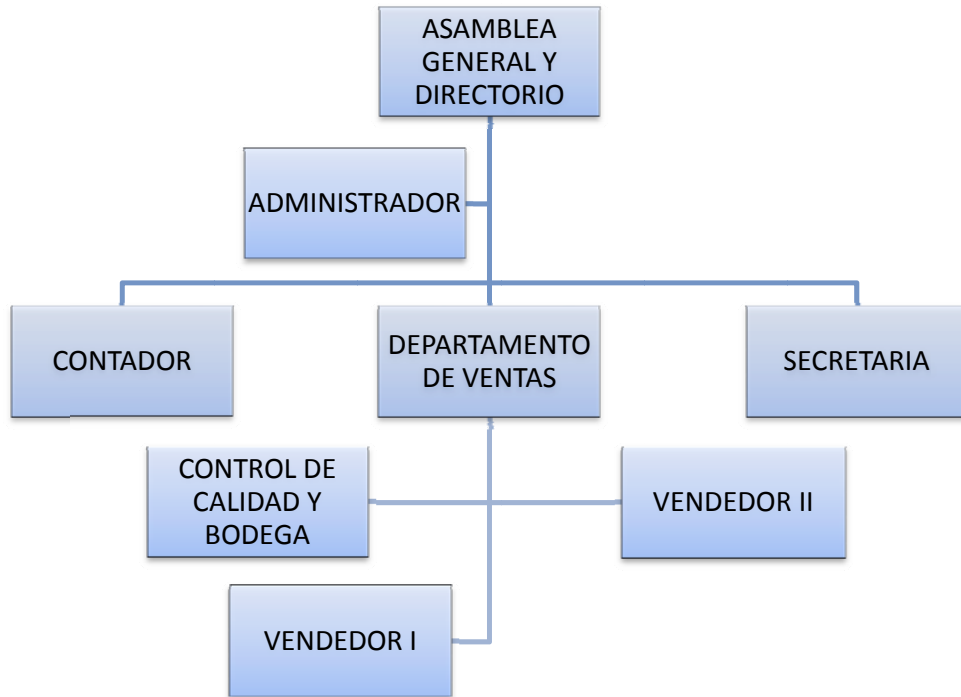 ASAMBLEA
GENERAL Y
DIRECTORIO
ADMINISTRADOR
CONTADOR
DEPARTAMENTO
DE VENTAS
SECRETARIA
CONTROL DE
CALIDAD Y
BODEGA
VENDEDOR II
VENDEDOR I